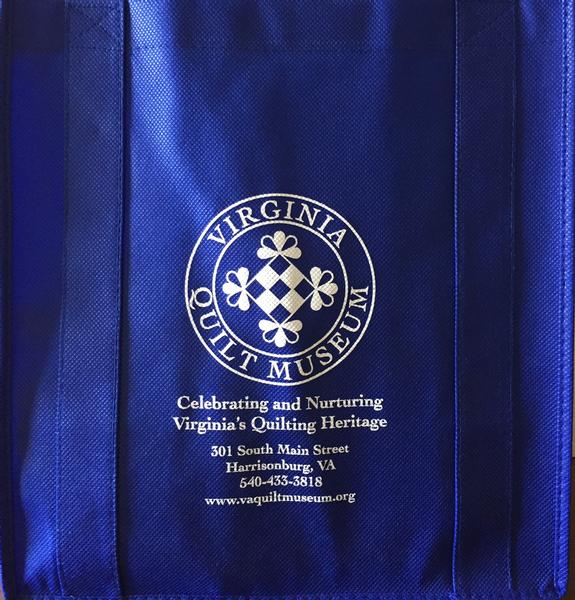 VIRGINIA
QUILT MUSEUM
Celebrating and Nurturing
Virginia's Quilting Heritage
301 South Main Street
Harrisonburg, VA
540-433-3818
www.vaquiltmuseum.org